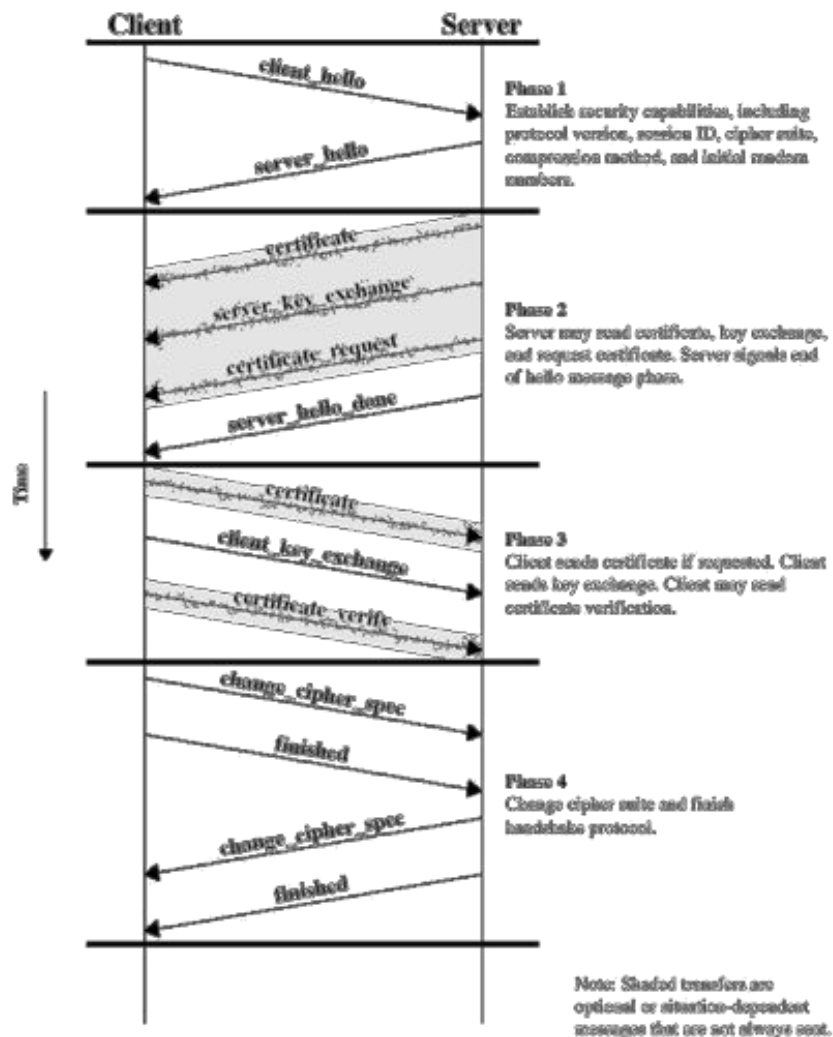 Client Server
client_hello
Phase 1
Establish security capabilities, including
protocol version, session ID, cipher suite,
compression method, and initial random
numbers.
server_hello
certificate
server_key_exchange
Phase 2
Server may send certificate, key exchange,
and request certificate. Server signals end
of hello message phase.
certificate_request
server_hello_done
Time
certificate
client_key_exchange
Phase 3
Client sends certificate if requested. Client
sends key exchange. Client may send
certificate verification.
certificate_verify
change_cipher_spec
finished
Phase 4
Change cipher suite and finish
handshake protocol.
change_cipher_spec
finished
Note: Shaded transfers are
optional or situation-dependent
messages that are not always sent.